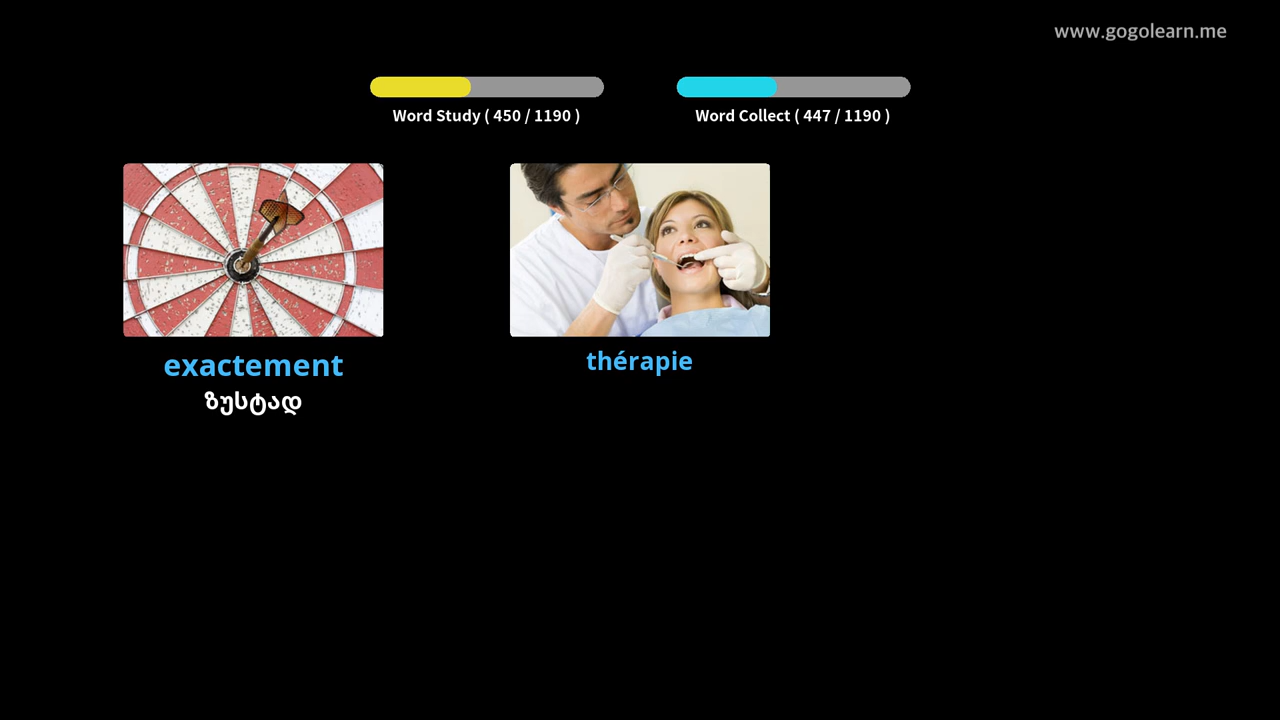 www.gogolearn.me
Word Study ( 450 / 1190 )
Word Collect ( 447 / 1190 )
exactement
ზუსტად
thérapie